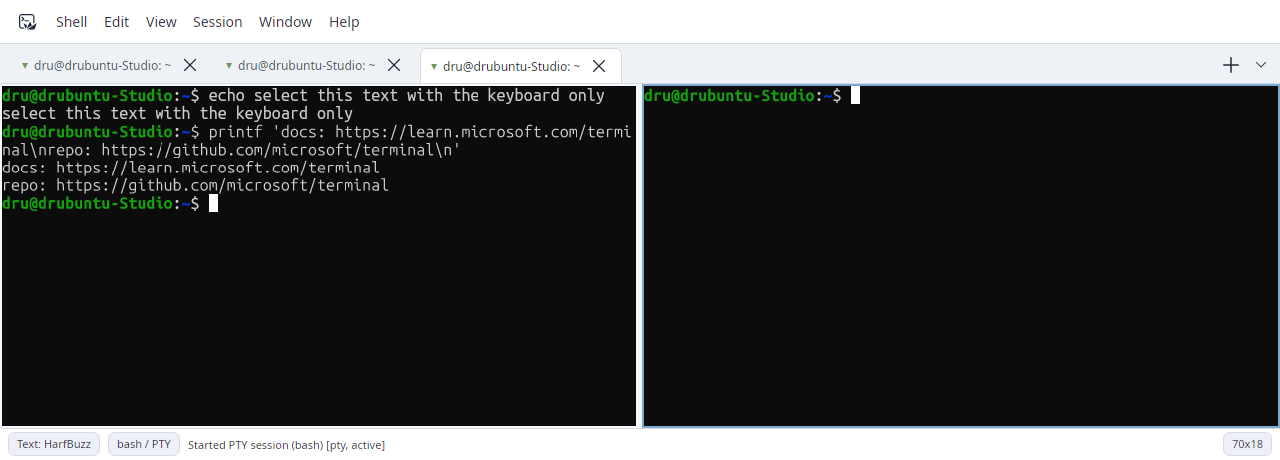 Shell Edit View Session Window Help
dru@drubuntu-Studio: ~ dru@drubuntu-Studio: ~ dru@drubuntu-Studio: ~
dru@drubuntu-Studio:~$ echo select this text with the keyboard only
select this text with the keyboard only
dru@drubuntu-Studio:~$ printf 'docs: https://learn.microsoft.com/termi
nal\nrepo: https://github.com/microsoft/terminal\n'
docs: https://learn.microsoft.com/terminal
repo: https://github.com/microsoft/terminal
dru@drubuntu-Studio:~$
dru@drubuntu-Studio:~$
Text: HarfBuzz bash / PTY Started PTY session (bash) [pty, active] 70x18